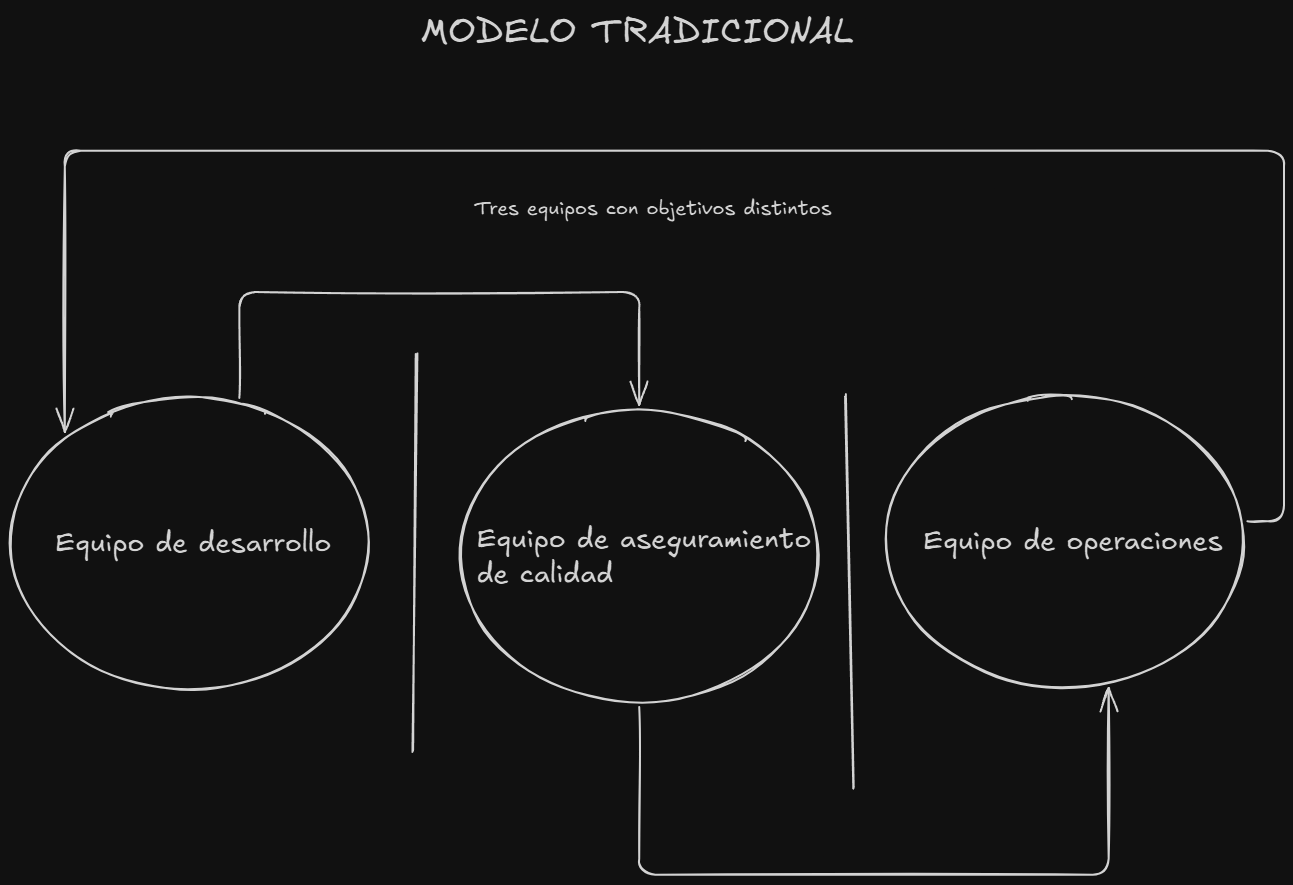 MODELO TRADICIONAL
Tres equipos con objetivos distintos
Equipo de desarrollo
Equipo de aseguramiento
de calidad
Equipo de operaciones